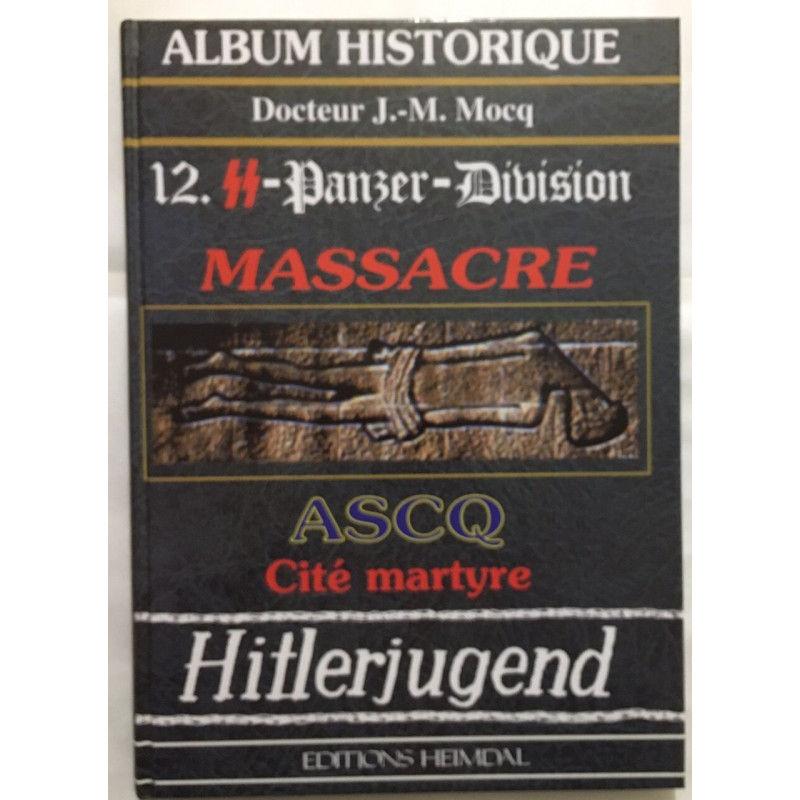 ALBUM HISTORIQUE
Docteur J.-M. Mocq
12. SS-Panzer-Division
MASSACRE
ASCQ
Cité martyre
Hitlerjugend
EDITIONS HEIMDAL